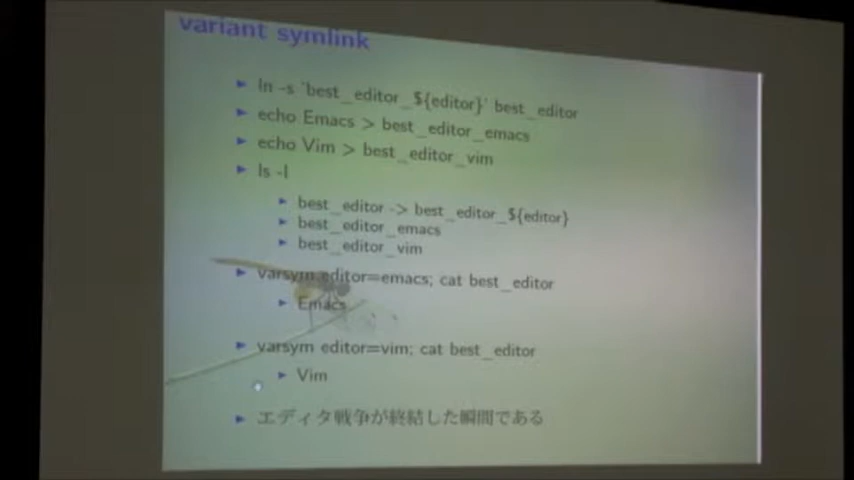 variant symlink
ln -s 'best_editor_${editor}' best_editor
echo Emacs > best_editor_emacs
echo Vim > best_editor_vim
ls -l
best_editor -> best_editor_${editor}
best_editor_emacs
best_editor_vim
varsym editor=emacs; cat best_editor
Emacs
varsym editor=vim; cat best_editor
Vim
エディタ戦争が終結した瞬間である